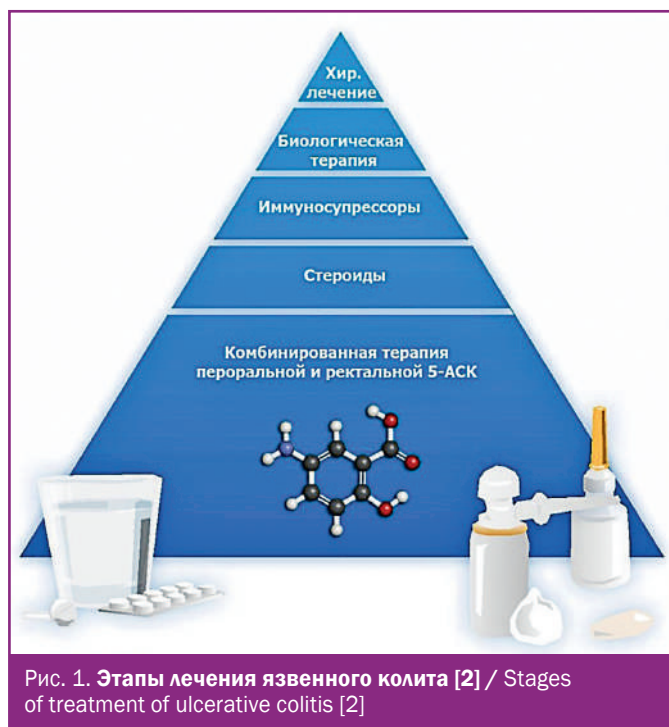 Хир.
лечение
Биологическая
терапия
Иммуносупрессоры
Стероиды
Комбинированная терапия
пероральной и ректальной 5-АСК
Рис. 1. Этапы лечения язвенного колита [2] / Stages
of treatment of ulcerative colitis [2]